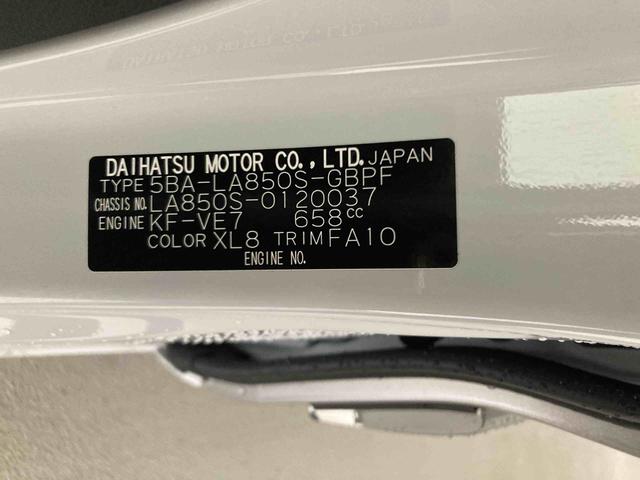 DAIHATSU MOTOR CO.,LTD. JAPAN
TYPE 5BA-LA850S-GBPF
CHASSIS NO. LA850S-0120037
ENGINE KF-VE7 658cc
COLOR XL8 TRIM FA10
ENGINE NO.